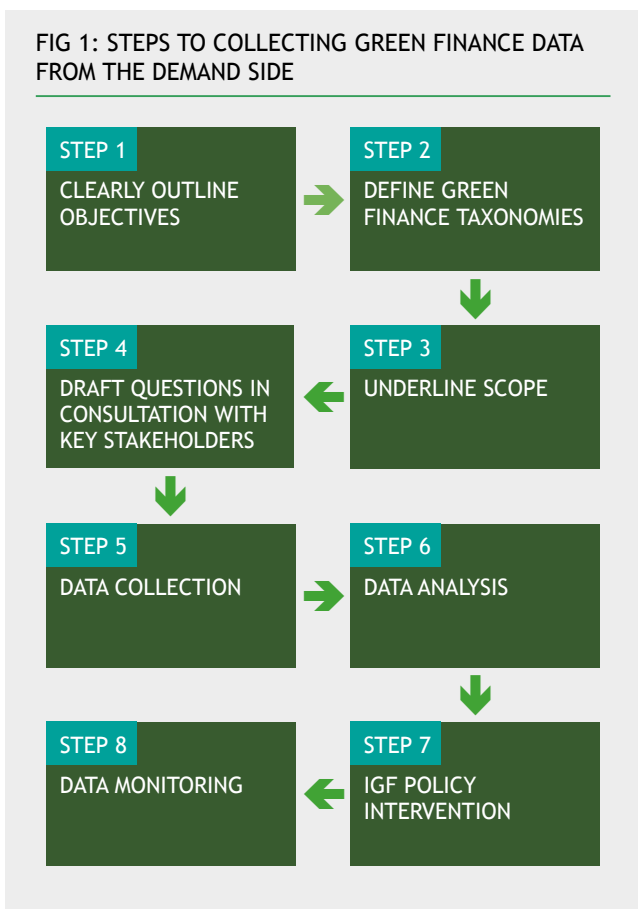 FIG 1: STEPS TO COLLECTING GREEN FINANCE DATA
FROM THE DEMAND SIDE
STEP 1
CLEARLY OUTLINE
OBJECTIVES
STEP 2
DEFINE GREEN
FINANCE TAXONOMIES
STEP 3
UNDERLINE SCOPE
STEP 4
DRAFT QUESTIONS IN
CONSULTATION WITH
KEY STAKEHOLDERS
STEP 5
DATA COLLECTION
STEP 6
DATA ANALYSIS
STEP 7
IGF POLICY
INTERVENTION
STEP 8
DATA MONITORING